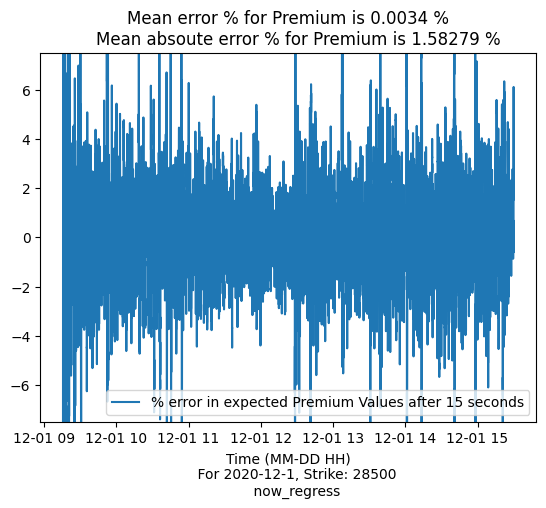 Mean error % for Premium is 0.0034 %
Mean absoute error % for Premium is 1.58279 %
6
4
2
0
−2
−4
−6
% error in expected Premium Values after 15 seconds
12-01 09 12-01 10 12-01 11 12-01 12 12-01 13 12-01 14 12-01 15
Time (MM-DD HH)
For 2020-12-1, Strike: 28500
now_regress